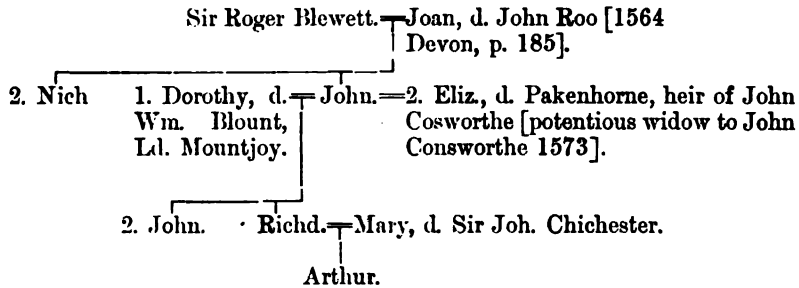 Sir Roger Blewett. Joan, d. John Roo [1564
Devon, p. 185].
2. Nich 1. Dorothy, d. John. 2. Eliz., d. Pakenhorne, heir of John
Wm. Blount, Cosworthe [potentious widow to John
Ld. Mountjoy. Consworthe 1573].
2. John. Richd. Mary, d. Sir Joh. Chichester.
Arthur.